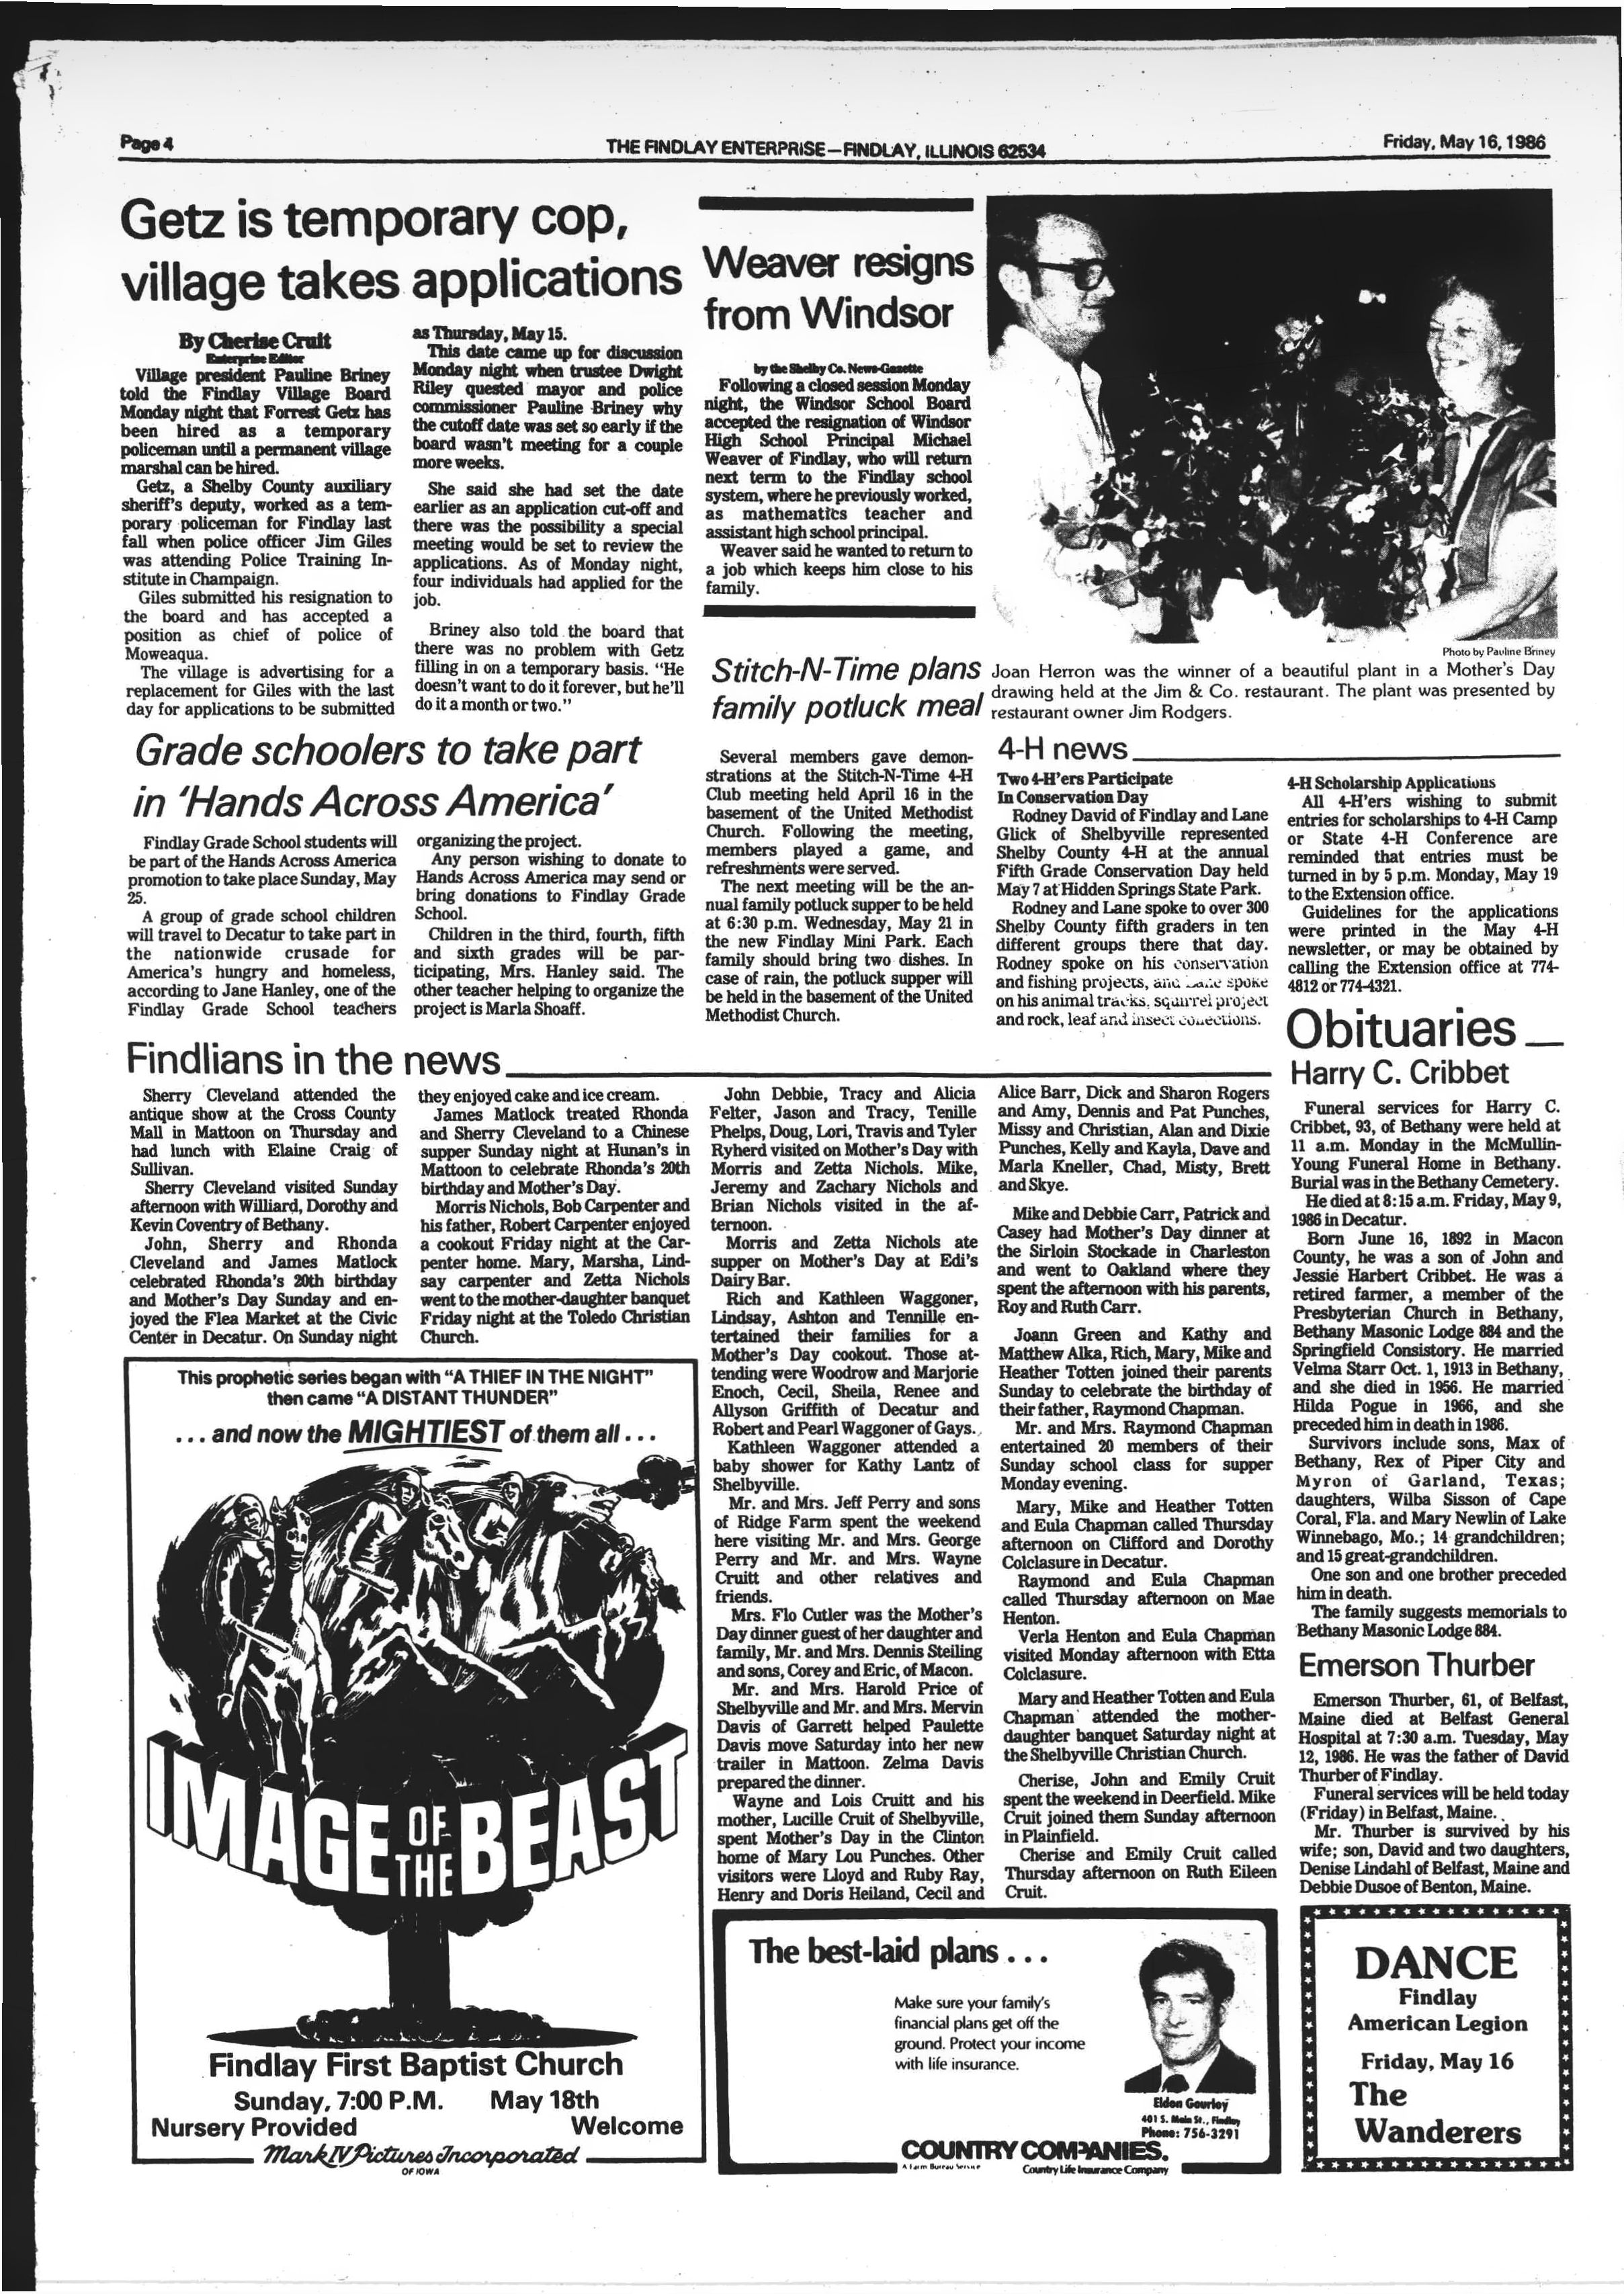 Page 4
THE FINDLAY ENTERPRISE—FINDLAY, ILLINOIS 62534
Friday, May 16, 1986
Getz is temporary cop,
village takes applications
By Cherise Cruit
Enterprise Editor
Village president Pauline Briney
told the Findlay Village Board
Monday night that Forrest Getz has
been hired as a temporary
policeman until a permanent village
marshal can be hired.
Getz, a Shelby County auxiliary
sheriff's deputy, worked as a tem-
porary policeman for Findlay last
fall when police officer Jim Giles
was attending Police Training In-
stitute in Champaign.
Giles submitted his resignation to
the board and has accepted a
position as chief of police of
Moweaqua.
The village is advertising for a
replacement for Giles with the last
day for applications to be submitted
as Thursday, May 15.
This date came up for discussion
Monday night when trustee Dwight
Riley quested mayor and police
commissioner Pauline Briney why
the cutoff date was set so early if the
board wasn't meeting for a couple
more weeks.
She said she had set the date
earlier as an application cut-off and
there was the possibility a special
meeting would be set to review the
applications. As of Monday night,
four individuals had applied for the
job.
Briney also told the board that
there was no problem with Getz
filling in on a temporary basis. "He
doesn't want to do it forever, but he'll
do it a month or two."
Weaver resigns
from Windsor
by the Shelby Co. News-Gazette
Following a closed session Monday
night, the Windsor School Board
accepted the resignation of Windsor
High School Principal Michael
Weaver of Findlay, who will return
next term to the Findlay school
system, where he previously worked,
as mathematics teacher and
assistant high school principal.
Weaver said he wanted to return to
a job which keeps him close to his
family.
Photo by Pauline Briney
Joan Herron was the winner of a beautiful plant in a Mother's Day
drawing held at the Jim & Co. restaurant. The plant was presented by
restaurant owner Jim Rodgers.
Grade schoolers to take part
in 'Hands Across America'
Findlay Grade School students will
be part of the Hands Across America
promotion to take place Sunday, May
25.
A group of grade school children
will travel to Decatur to take part in
the nationwide crusade for
America's hungry and homeless,
according to Jane Hanley, one of the
Findlay Grade School teachers
organizing the project.
Any person wishing to donate to
Hands Across America may send or
bring donations to Findlay Grade
School.
Children in the third, fourth, fifth
and sixth grades will be par-
ticipating, Mrs. Hanley said. The
other teacher helping to organize the
project is Marla Shoaff.
Stitch-N-Time plans
family potluck meal
Several members gave demon-
strations at the Stitch-N-Time 4-H
Club meeting held April 16 in the
basement of the United Methodist
Church. Following the meeting,
members played a game, and
refreshments were served.
The next meeting will be the an-
nual family potluck supper to be held
at 6:30 p.m. Wednesday, May 21 in
the new Findlay Mini Park. Each
family should bring two dishes. In
case of rain, the potluck supper will
be held in the basement of the United
Methodist Church.
4-H news
Two 4-H'ers Participate
In Conservation Day
Rodney David of Findlay and Lane
Glick of Shelbyville represented
Shelby County 4-H at the annual
Fifth Grade Conservation Day held
May 7 at Hidden Springs State Park.
Rodney and Lane spoke to over 300
Shelby County fifth graders in ten
different groups there that day.
Rodney spoke on his conservation
and fishing projects, and Lane spoke
on his animal tracks, squirrel project
and rock, leaf and insect collections.
4-H Scholarship Applications
All 4-H'ers wishing to submit
entries for scholarships to 4-H Camp
or State 4-H Conference are
reminded that entries must be
turned in by 5 p.m. Monday, May 19
to the Extension office.
Guidelines for the applications
were printed in the May 4-H
newsletter, or may be obtained by
calling the Extension office at 774-
4812 or 774-4321.
Findlians in the news
Sherry Cleveland attended the
antique show at the Cross County
Mall in Mattoon on Thursday and
had lunch with Elaine Craig of
Sullivan.
Sherry Cleveland visited Sunday
afternoon with Williard, Dorothy and
Kevin Coventry of Bethany.
John, Sherry and Rhonda
Cleveland and James Matlock
celebrated Rhonda's 20th birthday
and Mother's Day Sunday and en-
joyed the Flea Market at the Civic
Center in Decatur. On Sunday night
they enjoyed cake and ice cream.
James Matlock treated Rhonda
and Sherry Cleveland to a Chinese
supper Sunday night at Hunan's in
Mattoon to celebrate Rhonda's 20th
birthday and Mother's Day.
Morris Nichols, Bob Carpenter and
his father, Robert Carpenter enjoyed
a cookout Friday night at the Car-
penter home. Mary, Marsha, Lind-
say carpenter and Zetta Nichols
went to the mother-daughter banquet
Friday night at the Toledo Christian
Church.
John Debbie, Tracy and Alicia
Felter, Jason and Tracy, Tenille
Phelps, Doug, Lori, Travis and Tyler
Ryherd visited on Mother's Day with
Morris and Zetta Nichols. Mike,
Jeremy and Zachary Nichols and
Brian Nichols visited in the af-
ternoon.
Morris and Zetta Nichols ate
supper on Mother's Day at Edi's
Dairy Bar.
Rich and Kathleen Waggoner,
Lindsay, Ashton and Tennille en-
tertained their families for a
Mother's Day cookout. Those at-
tending were Woodrow and Marjorie
Enoch, Cecil, Sheila, Renee and
Allyson Griffith of Decatur and
Robert and Pearl Waggoner of Gays.
Kathleen Waggoner attended a
baby shower for Kathy Lantz of
Shelbyville.
Mr. and Mrs. Jeff Perry and sons
of Ridge Farm spent the weekend
here visiting Mr. and Mrs. George
Perry and Mr. and Mrs. Wayne
Cruitt and other relatives and
friends.
Mrs. Flo Cutler was the Mother's
Day dinner guest of her daughter and
family, Mr. and Mrs. Dennis Steiling
and sons, Corey and Eric, of Macon.
Mr. and Mrs. Harold Price of
Shelbyville and Mr. and Mrs. Mervin
Davis of Garrett helped Paulette
Davis move Saturday into her new
trailer in Mattoon. Zelma Davis
prepared the dinner.
Wayne and Lois Cruitt and his
mother, Lucille Cruit of Shelbyville,
spent Mother's Day in the Clinton
home of Mary Lou Punches. Other
visitors were Lloyd and Ruby Ray,
Henry and Doris Heiland, Cecil and
Alice Barr, Dick and Sharon Rogers
and Amy, Dennis and Pat Punches,
Missy and Christian, Alan and Dixie
Punches, Kelly and Kayla, Dave and
Marla Kneller, Chad, Misty, Brett
and Skye.
Mike and Debbie Carr, Patrick and
Casey had Mother's Day dinner at
the Sirloin Stockade in Charleston
and went to Oakland where they
spent the afternoon with his parents,
Roy and Ruth Carr.
Joann Green and Kathy and
Matthew Alka, Rich, Mary, Mike and
Heather Totten joined their parents
Sunday to celebrate the birthday of
their father, Raymond Chapman.
Mr. and Mrs. Raymond Chapman
entertained 20 members of their
Sunday school class for supper
Monday evening.
Mary, Mike and Heather Totten
and Eula Chapman called Thursday
afternoon on Clifford and Dorothy
Colclasure in Decatur.
Raymond and Eula Chapman
called Thursday afternoon on Mae
Henton.
Verla Henton and Eula Chapman
visited Monday afternoon with Etta
Colclasure.
Mary and Heather Totten and Eula
Chapman attended the mother-
daughter banquet Saturday night at
the Shelbyville Christian Church.
Cherise, John and Emily Cruit
spent the weekend in Deerfield. Mike
Cruit joined them Sunday afternoon
in Plainfield.
Cherise and Emily Cruit called
Thursday afternoon on Ruth Eileen
Cruit.
Obituaries
Harry C. Cribbet
Funeral services for Harry C.
Cribbet, 93, of Bethany were held at
11 a.m. Monday in the McMullin-
Young Funeral Home in Bethany.
Burial was in the Bethany Cemetery.
He died at 8:15 a.m. Friday, May 9,
1986 in Decatur.
Born June 16, 1892 in Macon
County, he was a son of John and
Jessie Harbert Cribbet. He was a
retired farmer, a member of the
Presbyterian Church in Bethany,
Bethany Masonic Lodge 884 and the
Springfield Consistory. He married
Velma Starr Oct. 1, 1913 in Bethany,
and she died in 1956. He married
Hilda Pogue in 1966, and she
preceded him in death in 1986.
Survivors include sons, Max of
Bethany, Rex of Piper City and
Myron of Garland, Texas;
daughters, Wilba Sisson of Cape
Coral, Fla. and Mary Newlin of Lake
Winnebago, Mo.; 14 grandchildren;
and 15 great-grandchildren.
One son and one brother preceded
him in death.
The family suggests memorials to
Bethany Masonic Lodge 884.
Emerson Thurber
Emerson Thurber, 61, of Belfast,
Maine died at Belfast General
Hospital at 7:30 a.m. Tuesday, May
12, 1986. He was the father of David
Thurber of Findlay.
Funeral services will be held today
(Friday) in Belfast, Maine.
Mr. Thurber is survived by his
wife; son, David and two daughters,
Denise Lindahl of Belfast, Maine and
Debbie Dusoe of Benton, Maine.
This prophetic series began with "A THIEF IN THE NIGHT"
then came "A DISTANT THUNDER"
... and now the MIGHTIEST of them all ...
IMAGE OF THE BEAST
Findlay First Baptist Church
Sunday, 7:00 P.M. May 18th
Nursery Provided Welcome
Mark IV Pictures Incorporated
OF IOWA
The best-laid plans ...
Make sure your family's
financial plans get off the
ground. Protect your income
with life insurance.
Eldon Gourley
401 S. Main St., Findlay
Phone: 756-3291
COUNTRY COMPANIES.
A Farm Bureau Service
Country Life Insurance Company
DANCE
Findlay
American Legion
Friday, May 16
The
Wanderers